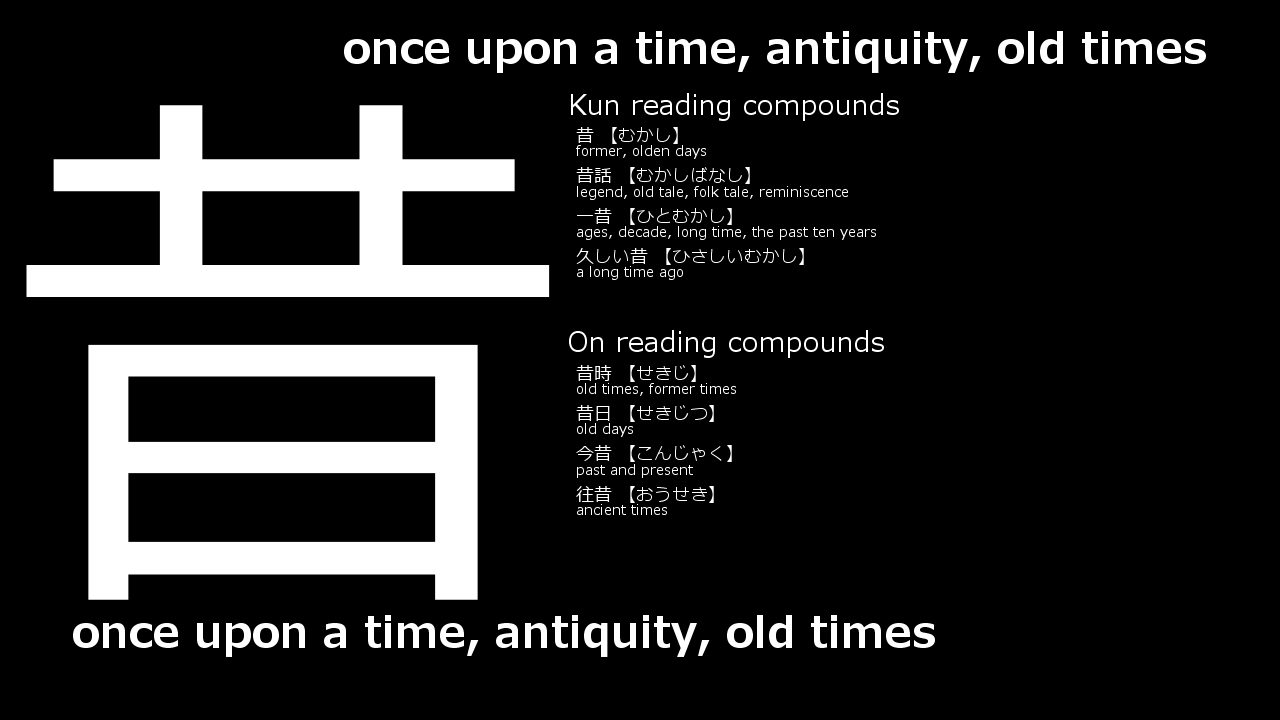 once upon a time, antiquity, old times
昔
Kun reading compounds
昔 【むかし】
former, olden days
昔話 【むかしばなし】
legend, old tale, folk tale, reminiscence
一昔 【ひとむかし】
ages, decade, long time, the past ten years
久しい昔 【ひさしいむかし】
a long time ago
On reading compounds
昔時 【せきじ】
old times, former times
昔日 【せきじつ】
old days
今昔 【こんじゃく】
past and present
往昔 【おうせき】
ancient times
once upon a time, antiquity, old times